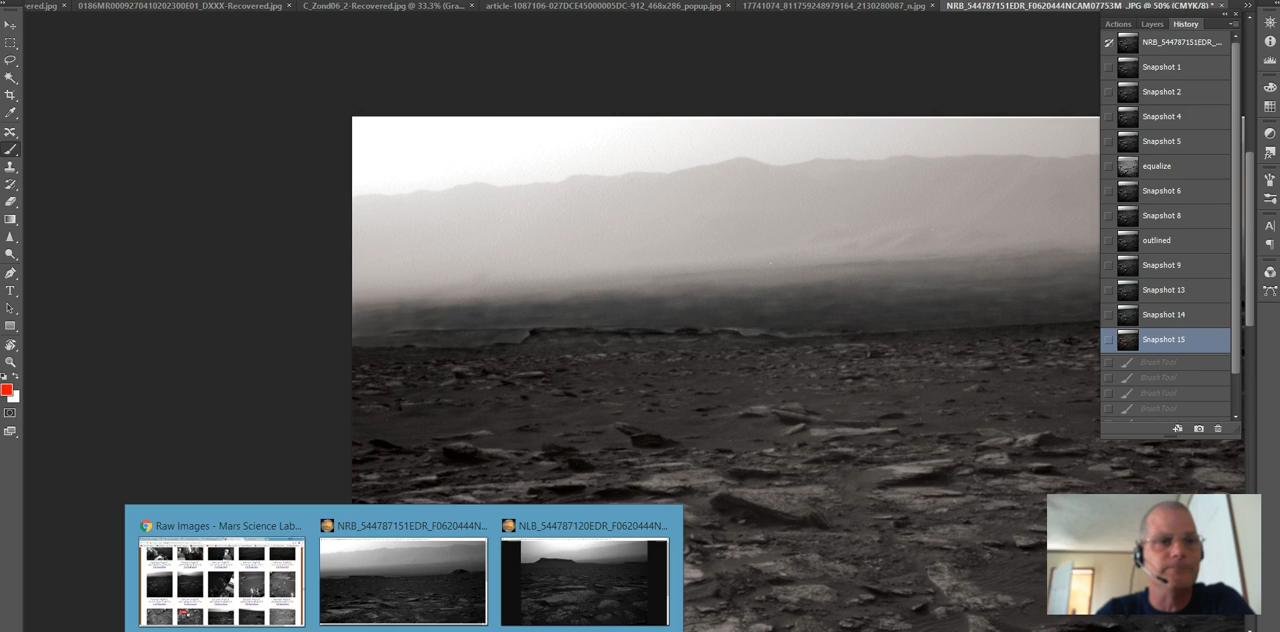 ered.jpg × 0186MR0009270410202300E01_DXXX-Recovered.jpg × C_Zond06_2-Recovered.jpg @ 33.3% (Gra... × article-1087106-027DCE45000005DC-912_468x286_popup.jpg × 17741074_811759248979164_2130280087_n.jpg × NRB_544787151EDR_F0620444NCAM07753M_.JPG @ 50% (CMYK/8) * ×
Actions Layers History
NRB_544787151EDR_...
Snapshot 1
Snapshot 2
Snapshot 4
Snapshot 5
equalize
Snapshot 6
Snapshot 8
outlined
Snapshot 9
Snapshot 13
Snapshot 14
Snapshot 15
Brush Tool
Brush Tool
Brush Tool
Brush Tool
Raw Images - Mars Science Lab... NRB_544787151EDR_F0620444N... NLB_544787120EDR_F0620444N...